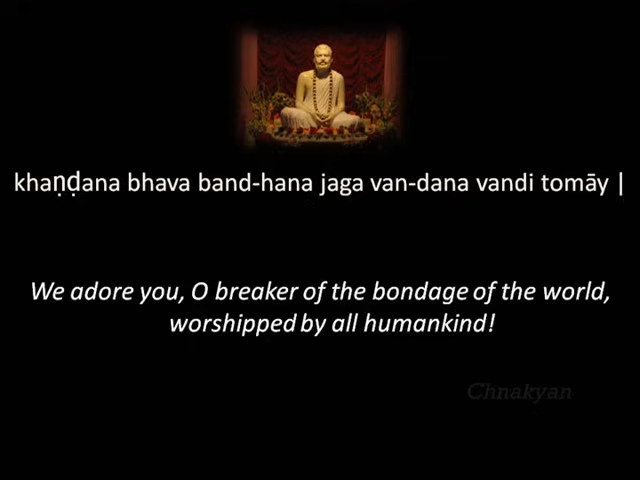 khaṇḍana bhava band-hana jaga van-dana vandi tomāy |
We adore you, O breaker of the bondage of the world,
worshipped by all humankind!
Chnakyan